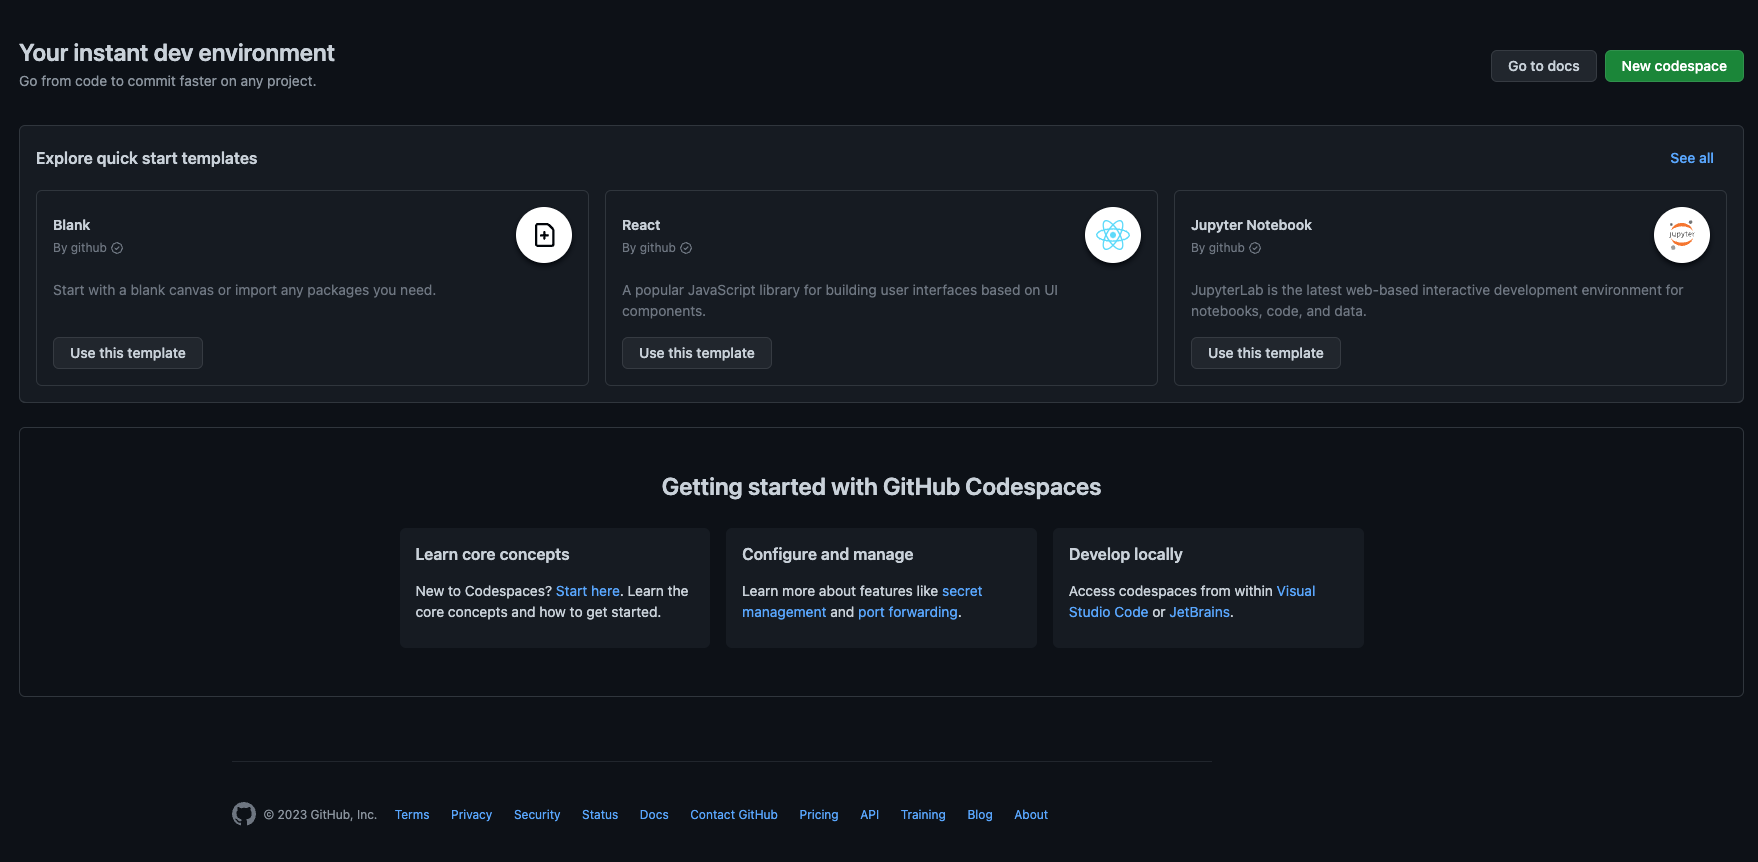 Your instant dev environment
Go from code to commit faster on any project.
Go to docs
New codespace
Explore quick start templates
See all
Blank
By github
Start with a blank canvas or import any packages you need.
Use this template
React
By github
A popular JavaScript library for building user interfaces based on UI
components.
Use this template
Jupyter Notebook
By github
jupyter
JupyterLab is the latest web-based interactive development environment for
notebooks, code, and data.
Use this template
Getting started with GitHub Codespaces
Learn core concepts
New to Codespaces? Start here. Learn the
core concepts and how to get started.
Configure and manage
Learn more about features like secret
management and port forwarding.
Develop locally
Access codespaces from within Visual
Studio Code or JetBrains.
© 2023 GitHub, Inc.
Terms
Privacy
Security
Status
Docs
Contact GitHub
Pricing
API
Training
Blog
About